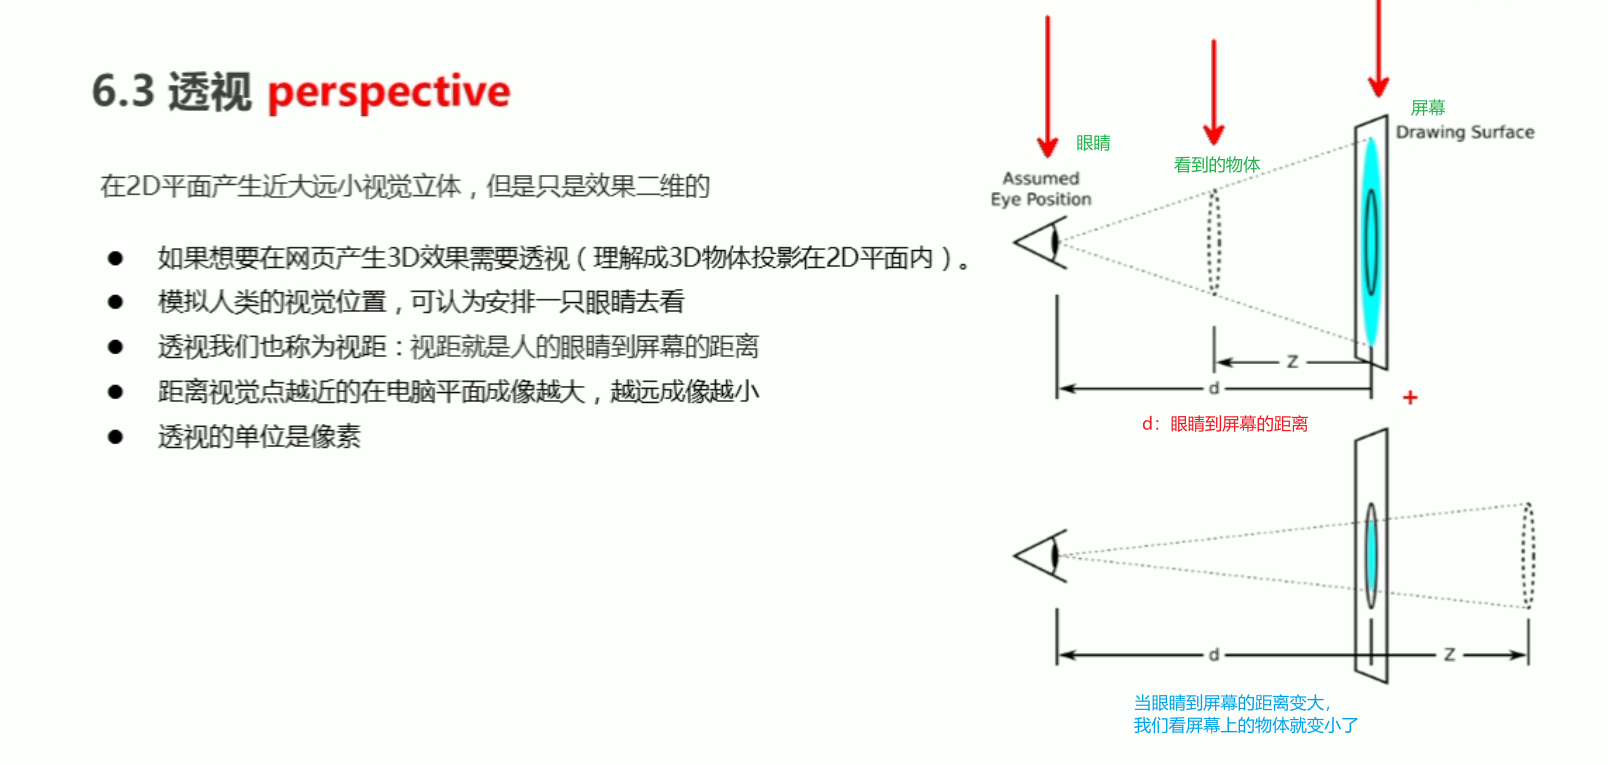 6.3 透视 perspective
在2D平面产生近大远小视觉立体，但是只是效果二维的
● 如果想要在网页产生3D效果需要透视（理解成3D物体投影在2D平面内）。
● 模拟人类的视觉位置，可认为安排一只眼睛去看
● 透视我们也称为视距：视距就是人的眼睛到屏幕的距离
● 距离视觉点越近的在电脑平面成像越大，越远成像越小
● 透视的单位是像素
屏幕
Drawing Surface
眼睛
看到的物体
Assumed
Eye Position
Z
d
+
d：眼睛到屏幕的距离
d
Z
当眼睛到屏幕的距离变大，
我们看屏幕上的物体就变小了